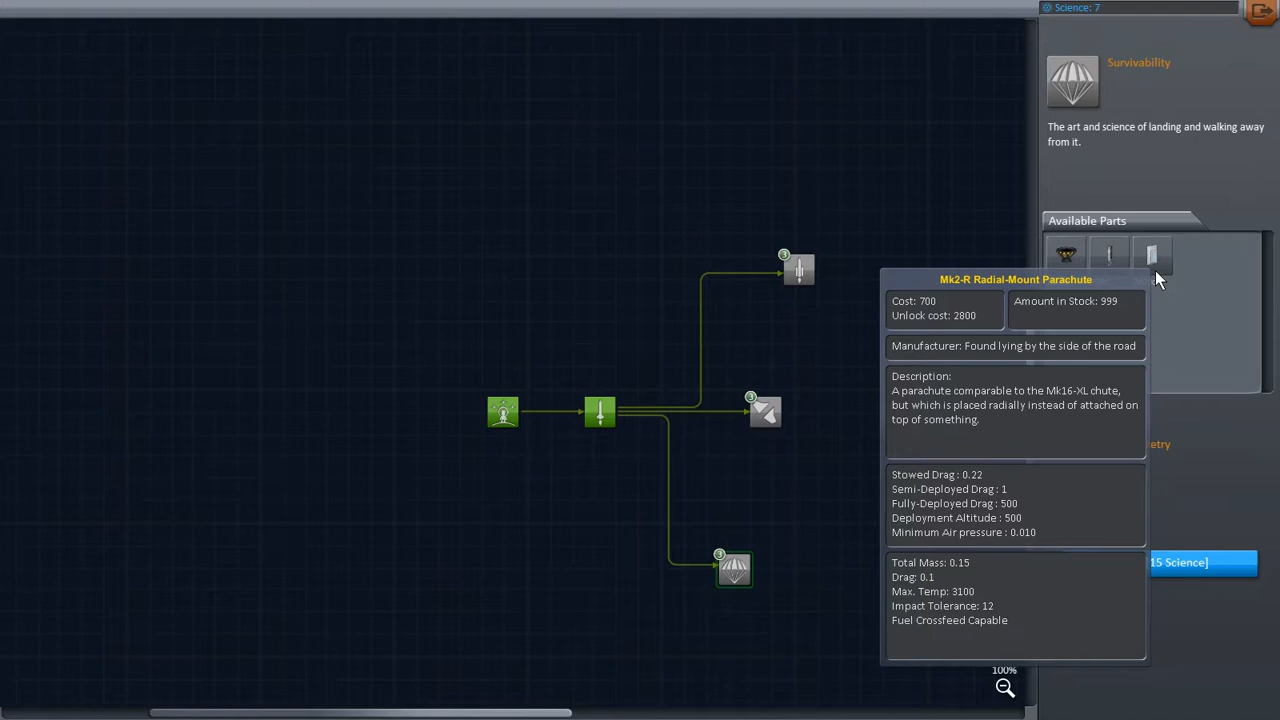 Science: 7
Survivability
The art and science of landing and walking away
from it.
Available Parts
3
Mk2-R Radial-Mount Parachute
Cost: 700
Unlock cost: 2800
Amount in Stock: 999
Manufacturer: Found lying by the side of the road
Description:
A parachute comparable to the Mk16-XL chute,
but which is placed radially instead of attached on
top of something.
3
etry
Stowed Drag : 0.22
Semi-Deployed Drag : 1
Fully-Deployed Drag : 500
Deployment Altitude : 500
Minimum Air pressure : 0.010
3
15 Science]
Total Mass: 0.15
Drag: 0.1
Max. Temp: 3100
Impact Tolerance: 12
Fuel Crossfeed Capable
100%